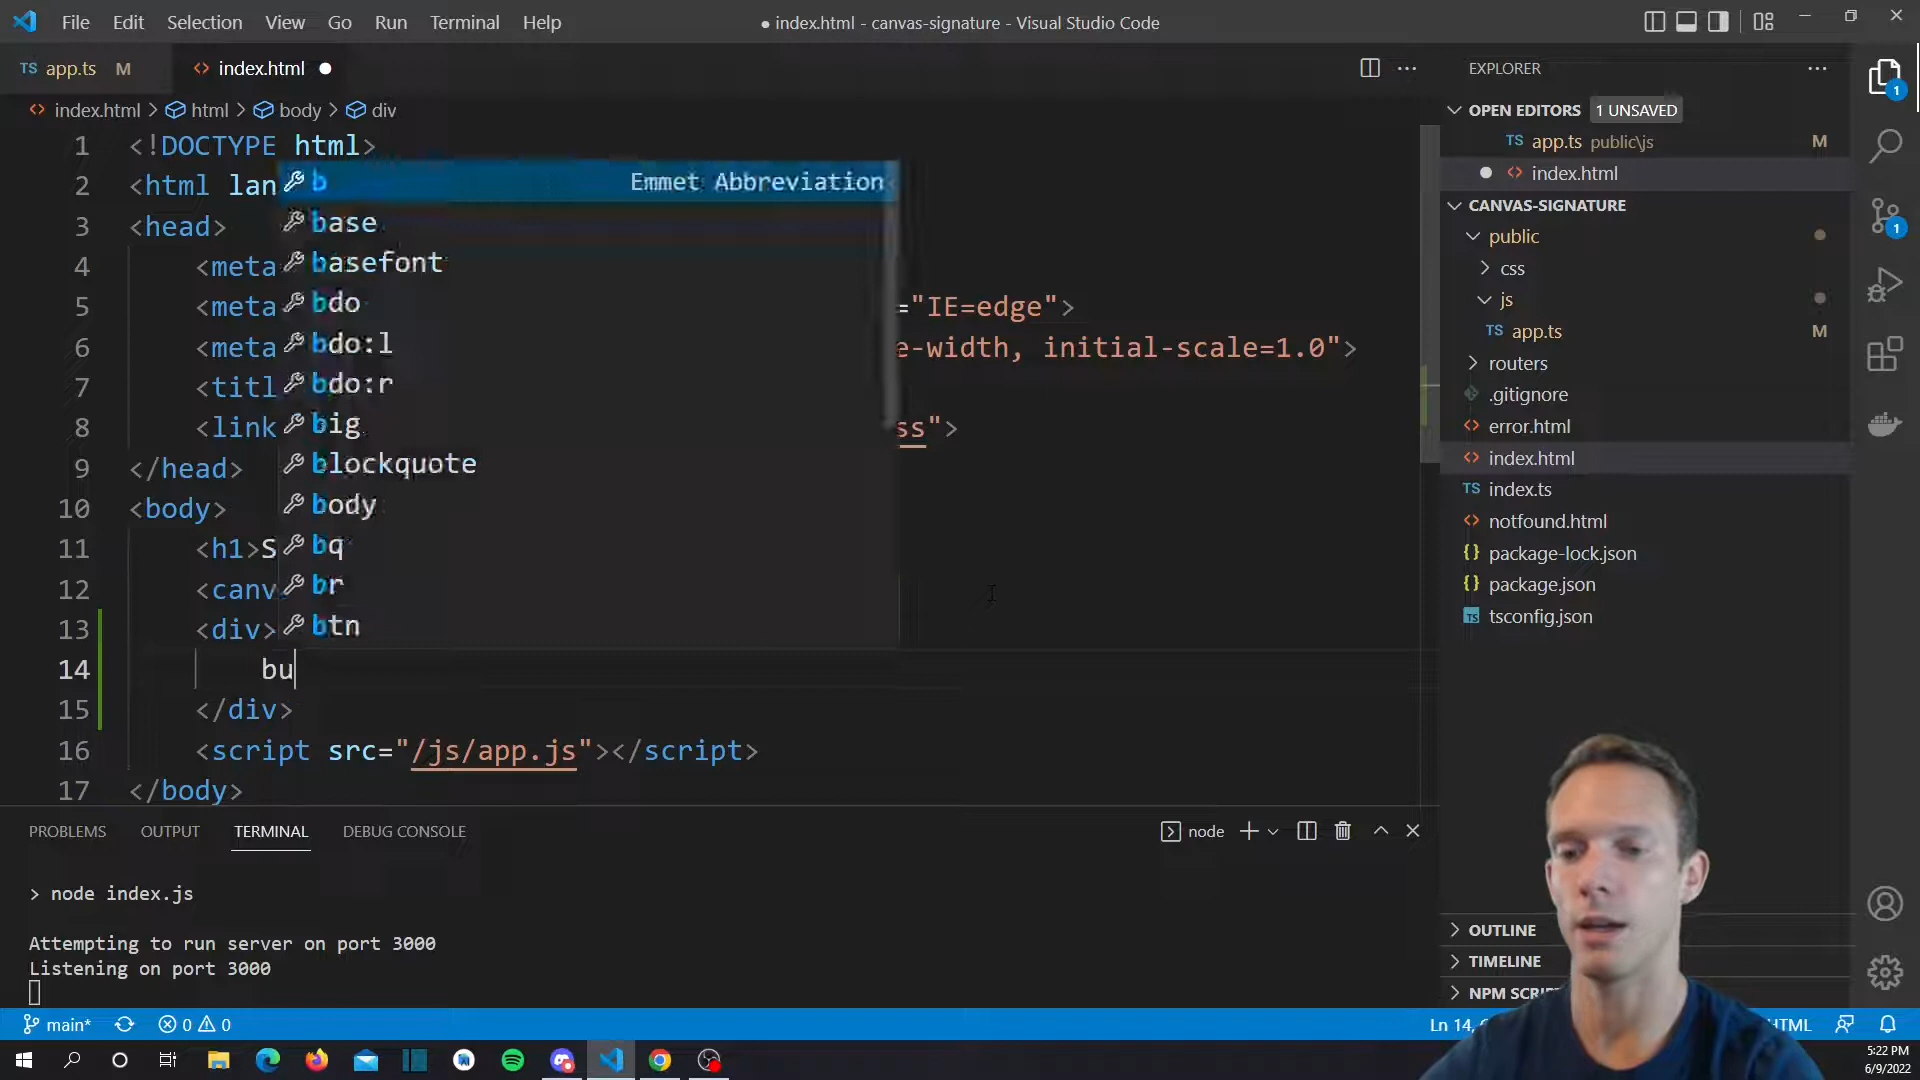 File Edit Selection View Go Run Terminal Help
● index.html - canvas-signature - Visual Studio Code
TS app.ts M
<> index.html ●
<> index.html > html > body > div
1 <!DOCTYPE html>
2 <html lan
3 <head>
4 <meta
5 <meta ="IE=edge">
6 <meta e-width, initial-scale=1.0">
7 <titl
8 <link ss">
9 </head>
10 <body>
11 <h1>S
12 <canv
13 <div>
14 bu
15 </div>
16 <script src="/js/app.js"></script>
17 </body>
b Emmet Abbreviation
base
basefont
bdo
bdo:l
bdo:r
big
blockquote
body
bq
br
btn
EXPLORER
OPEN EDITORS 1 UNSAVED
TS app.ts public\js M
● <> index.html
CANVAS-SIGNATURE
public
css
js
TS app.ts M
routers
.gitignore
<> error.html
<> index.html
TS index.ts
<> notfound.html
{} package-lock.json
{} package.json
TS tsconfig.json
OUTLINE
TIMELINE
NPM
1
1
PROBLEMS OUTPUT TERMINAL DEBUG CONSOLE
node
> node index.js
Attempting to run server on port 3000
Listening on port 3000
main* 0 0
Ln 14, HTML
5:22 PM
6/9/2022